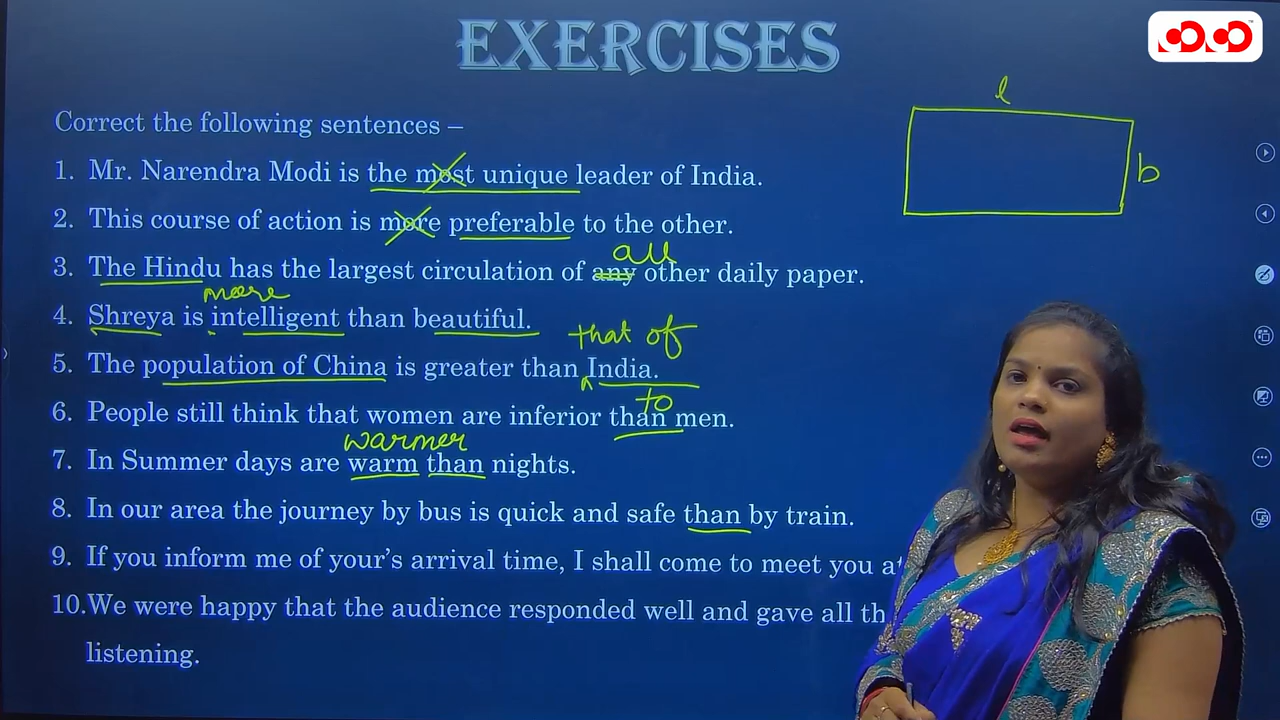 EXERCISES
l
Correct the following sentences –
b
1. Mr. Narendra Modi is the most unique leader of India.
2. This course of action is more preferable to the other.
all
3. The Hindu has the largest circulation of any other daily paper.
more
4. Shreya is intelligent than beautiful.
that of
5. The population of China is greater than India.
to
6. People still think that women are inferior than men.
warmer
7. In Summer days are warm than nights.
8. In our area the journey by bus is quick and safe than by train.
9. If you inform me of your's arrival time, I shall come to meet you
10.We were happy that the audience responded well and gave all
listening.